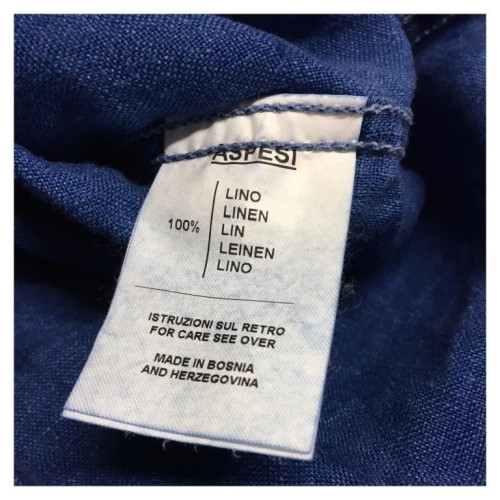 ASPESI
LINO
LINEN
100% LIN
LEINEN
LINO
ISTRUZIONI SUL RETRO
FOR CARE SEE OVER
MADE IN BOSNIA
AND HERZEGOVINA